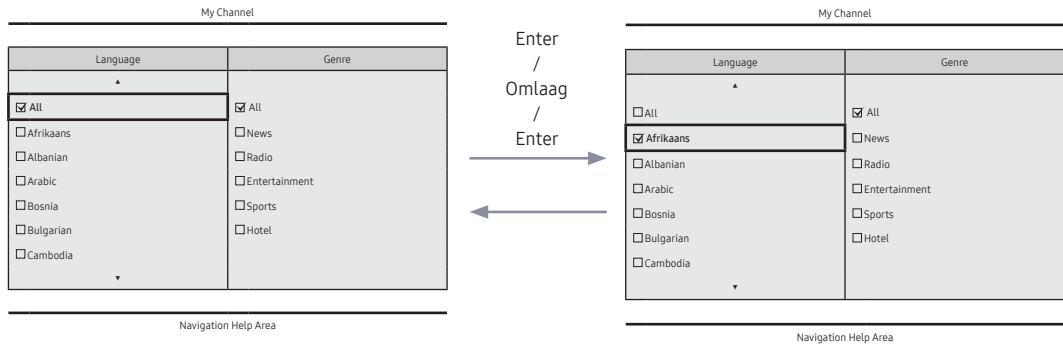 My Channel
Language Genre
▲
☑ All ☑ All
☐ Afrikaans ☐ News
☐ Albanian ☐ Radio
☐ Arabic ☐ Entertainment
☐ Bosnia ☐ Sports
☐ Bulgarian ☐ Hotel
☐ Cambodia
▼
Navigation Help Area
Enter
/
Omlaag
/
Enter
My Channel
Language Genre
▲
☐ All ☑ All
☑ Afrikaans ☐ News
☐ Albanian ☐ Radio
☐ Arabic ☐ Entertainment
☐ Bosnia ☐ Sports
☐ Bulgarian ☐ Hotel
☐ Cambodia
▼
Navigation Help Area